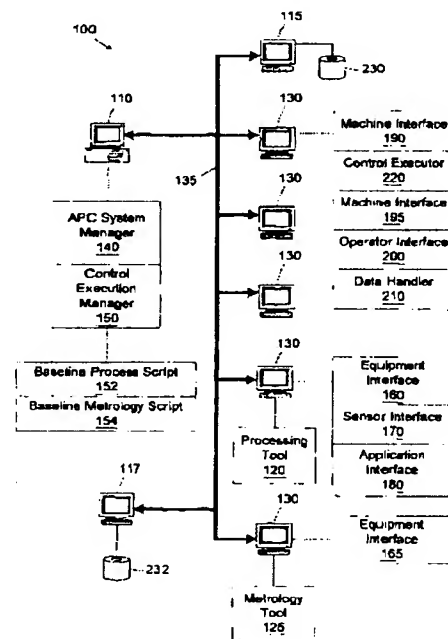 100
115
230
110
130
Machine Interface
190
Control Executor
220
135
130
Machine Interface
195
APC System
Manager
140
Operator Interface
200
130
Data Handler
210
Control
Execution
Manager
150
130
Baseline Process Script
152
Baseline Metrology Script
154
Equipment
Interface
160
Sensor Interface
170
Processing
Tool
120
Application
Interface
180
117
130
Equipment
Interface
165
232
Metrology
Tool
125